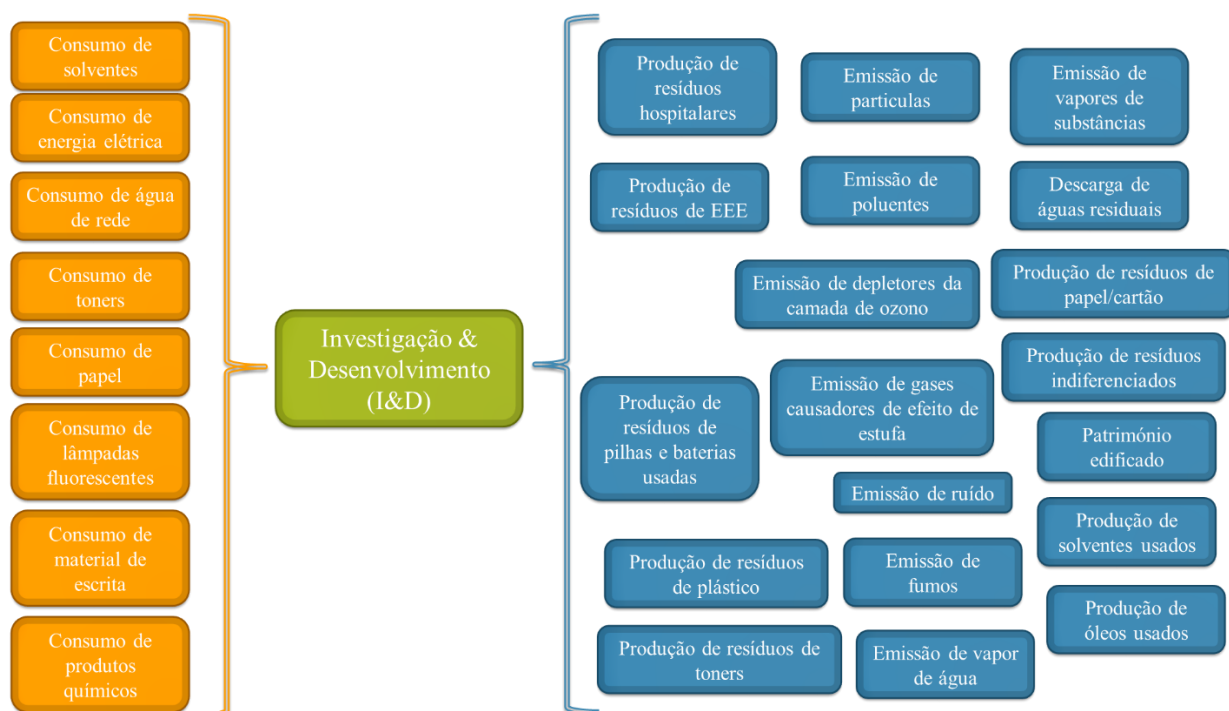 Consumo de
solventes
Consumo de
energia elétrica
Consumo de água
de rede
Consumo de
toners
Consumo de
papel
Consumo de
lâmpadas
fluorescentes
Consumo de
material de
escrita
Consumo de
produtos
químicos
Investigação &
Desenvolvimento
(I&D)
Produção de
resíduos
hospitalares
Emissão de
particulas
Emissão de
vapores de
substâncias
Produção de
resíduos de EEE
Emissão de
poluentes
Descarga de
águas residuais
Emissão de depletores da
camada de ozono
Produção de resíduos de
papel/cartão
Produção de resíduos
indiferenciados
Emissão de gases
causadores de efeito de
estufa
Produção de
resíduos de
pilhas e baterias
usadas
Património
edificado
Emissão de ruído
Produção de
solventes usados
Produção de resíduos
de plástico
Emissão de
fumos
Produção de
óleos usados
Produção de resíduos de
toners
Emissão de vapor
de água